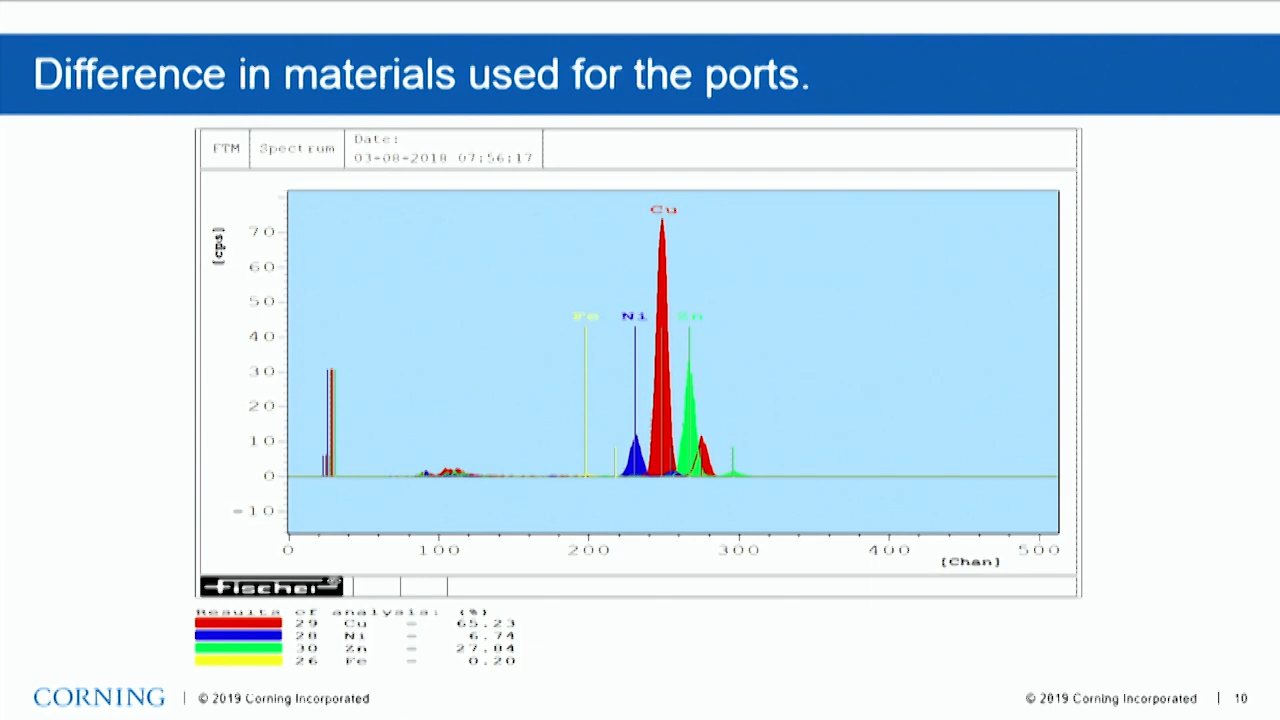 Difference in materials used for the ports.
FTM
Spectrum
Date:
03-08-2018 07:56:17
[cps]
70
60
50
40
30
20
10
0
-10
Cu
Fe
Ni
Zn
0
100
200
300
400
500
[Chan]
fischer
Results of analysis: (%)
29 Cu = 65.23
28 Ni = 6.74
30 Zn = 27.84
26 Fe = 0.20
CORNING | © 2019 Corning Incorporated
© 2019 Corning Incorporated | 10